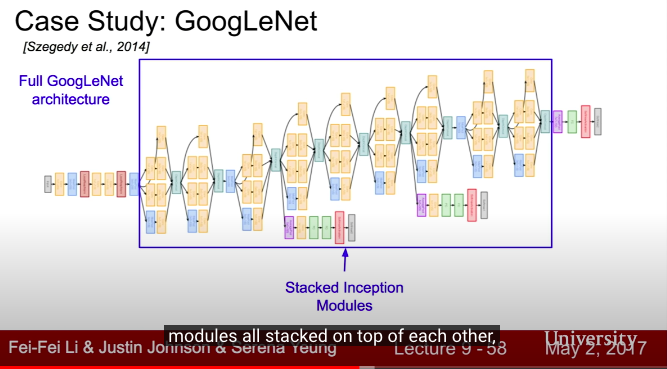 Case Study: GoogLeNet
[Szegedy et al., 2014]
Full GoogLeNet
architecture
Stacked Inception
Modules
modules all stacked on top of each other,
Fei-Fei Li & Justin Johnson & Serena Yeung
Lecture 9 - 58
University
May 2, 2017